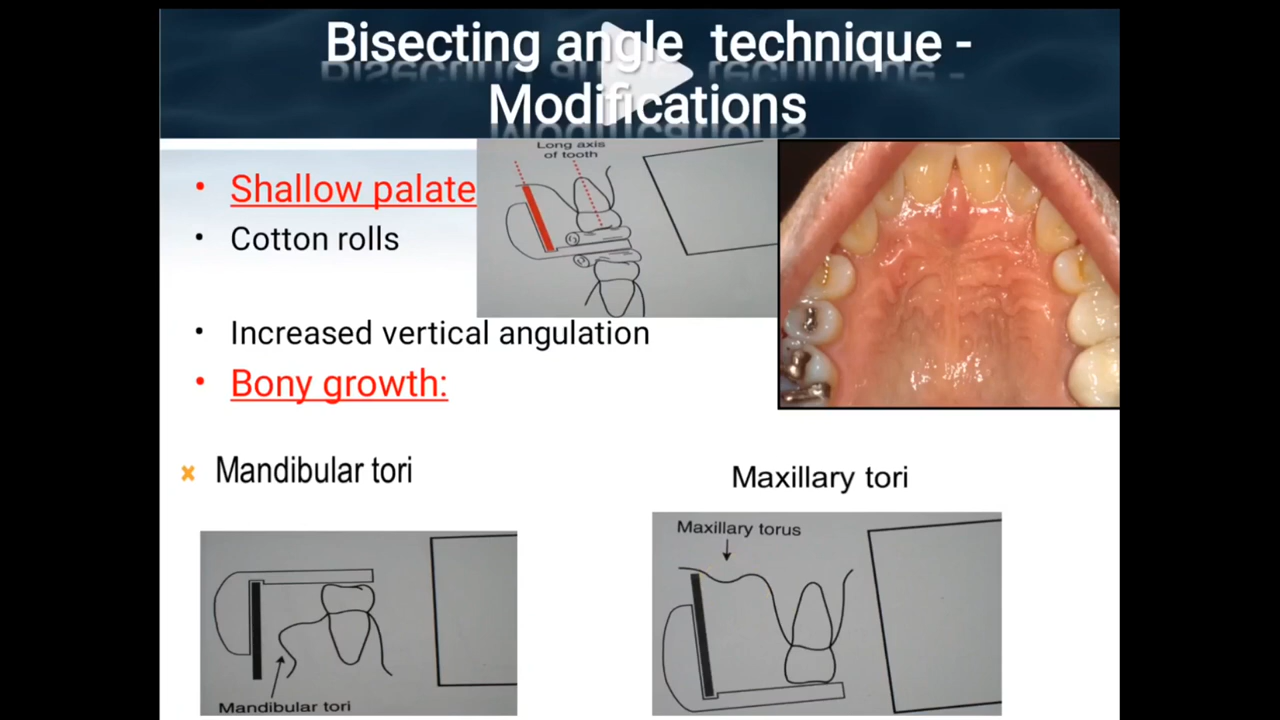 Bisecting angle technique -
Modifications
Long axis
of tooth
• Shallow palate
• Cotton rolls
• Increased vertical angulation
• Bony growth:
Mandibular tori
Maxillary tori
Maxillary torus
Mandibular tori